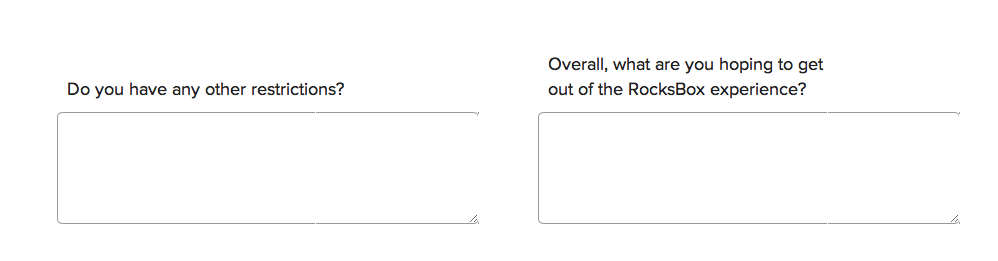 Do you have any other restrictions?
Overall, what are you hoping to get
out of the RocksBox experience?